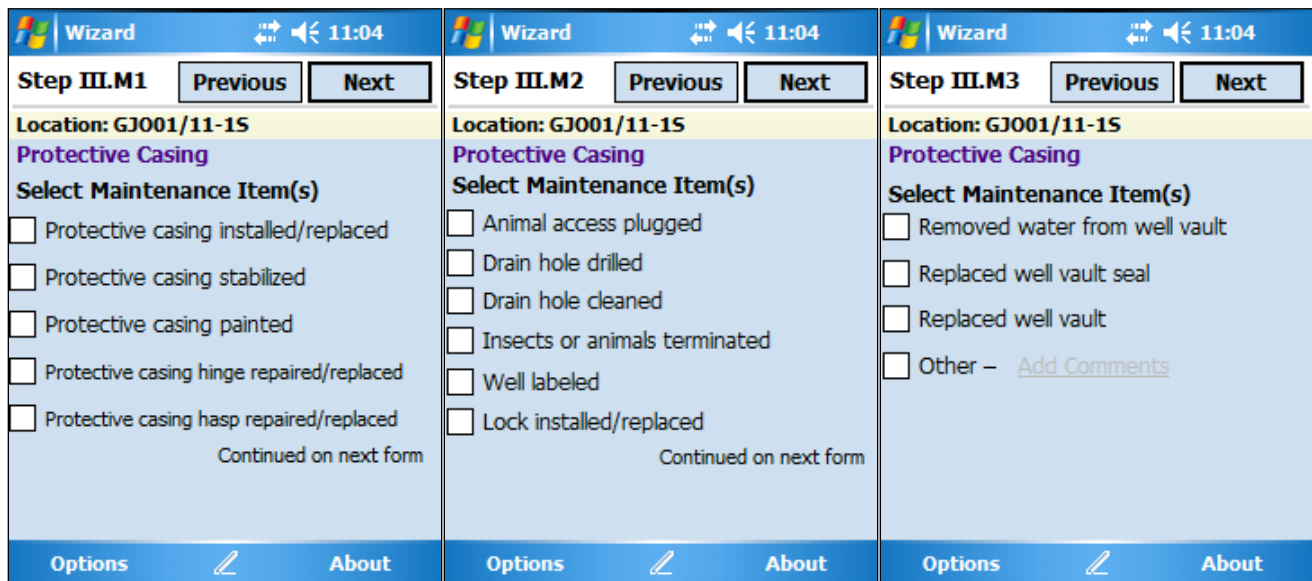 Wizard 11:04
Step III.M1 Previous Next
Location: GJO01/11-1S
Protective Casing
Select Maintenance Item(s)
Protective casing installed/replaced
Protective casing stabilized
Protective casing painted
Protective casing hinge repaired/replaced
Protective casing hasp repaired/replaced
Continued on next form
Options About
Wizard 11:04
Step III.M2 Previous Next
Location: GJO01/11-1S
Protective Casing
Select Maintenance Item(s)
Animal access plugged
Drain hole drilled
Drain hole cleaned
Insects or animals terminated
Well labeled
Lock installed/replaced
Continued on next form
Options About
Wizard 11:04
Step III.M3 Previous Next
Location: GJO01/11-1S
Protective Casing
Select Maintenance Item(s)
Removed water from well vault
Replaced well vault seal
Replaced well vault
Other – Add Comments
Options About